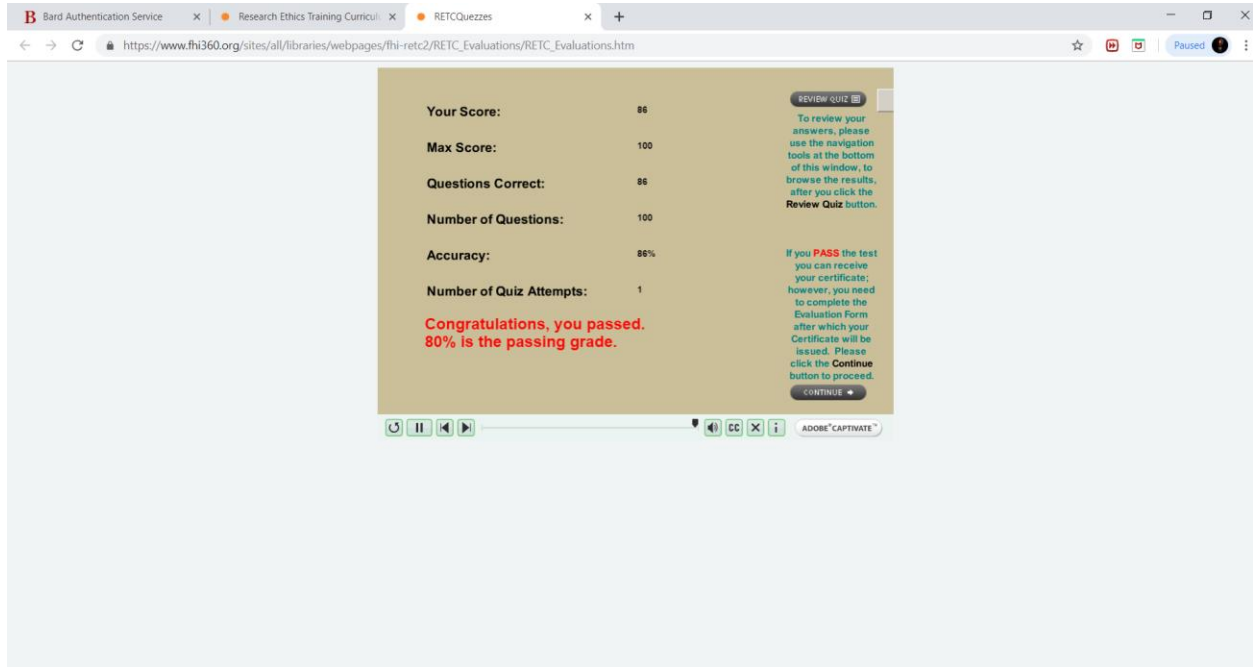 B Bard Authentication Service
Research Ethics Training Curricul
RETCQuezzes
https://www.fhi360.org/sites/all/libraries/webpages/fhi-retc2/RETC_Evaluations/RETC_Evaluations.htm
Paused
Your Score: 86
Max Score: 100
Questions Correct: 86
Number of Questions: 100
Accuracy: 86%
Number of Quiz Attempts: 1
Congratulations, you passed.
80% is the passing grade.
REVIEW QUIZ
To review your
answers, please
use the navigation
tools at the bottom
of this window, to
browse the results,
after you click the
Review Quiz button.
If you PASS the test
you can receive
your certificate;
however, you need
to complete the
Evaluation Form
after which your
Certificate will be
issued. Please
click the Continue
button to proceed.
CONTINUE
CC
i
ADOBE® CAPTIVATE™